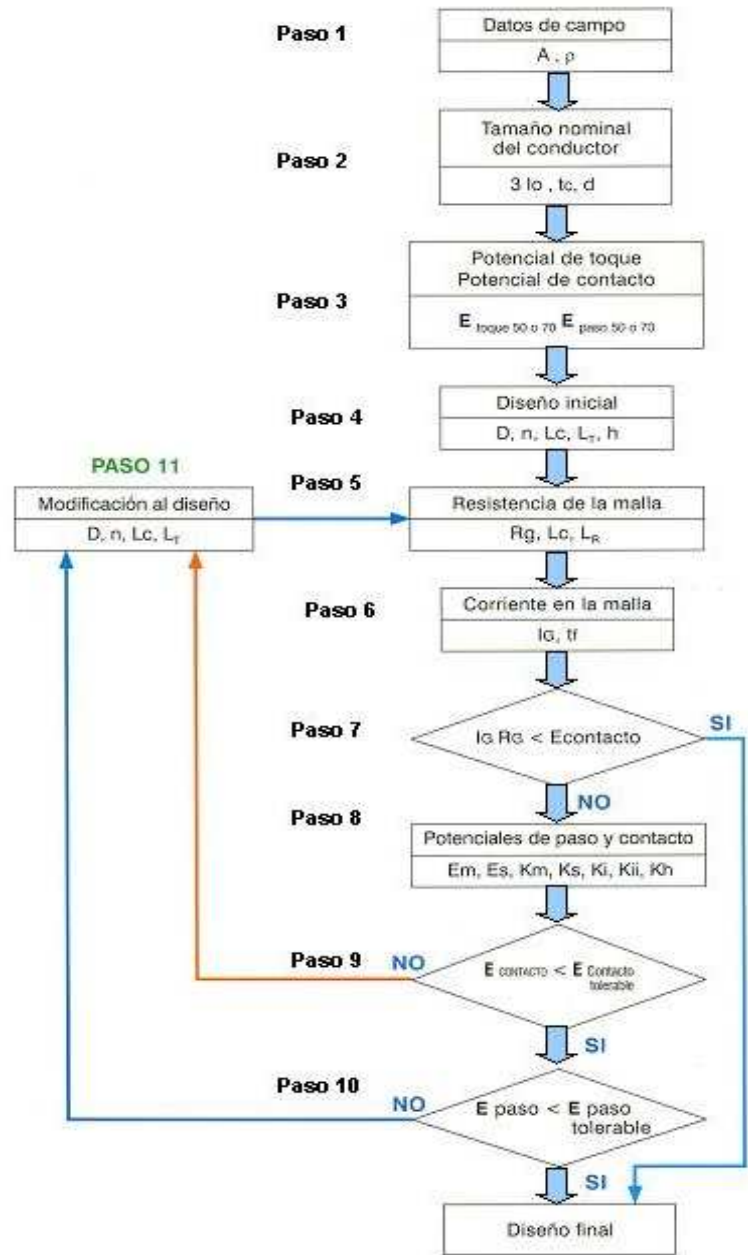 Paso 1
Datos de campo
A , ρ
Paso 2
Tamaño nominal
del conductor
3 Io , tc, d
Paso 3
Potencial de toque
Potencial de contacto
E toque 50 o 70 E paso 50 o 70
Paso 4
Diseño inicial
D, n, Lc, LT, h
PASO 11
Modificación al diseño
D, n, Lc, LT
Paso 5
Resistencia de la malla
Rg, Lc, LR
Paso 6
Corriente en la malla
IG, tf
Paso 7
IG RG < Econtacto
SI
NO
Paso 8
Potenciales de paso y contacto
Em, Es, Km, Ks, Ki, Kii, Kh
Paso 9
NO
E CONTACTO < E Contacto
tolerable
SI
Paso 10
NO
E paso < E paso
tolerable
SI
Diseño final